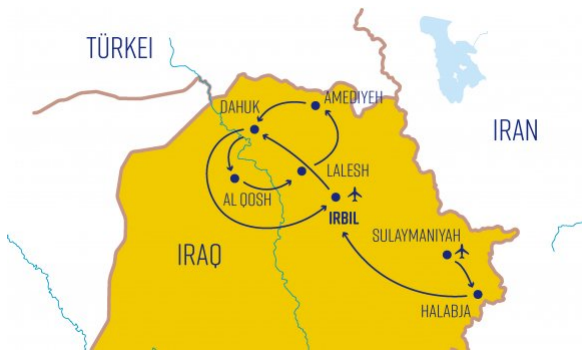 TÜRKEI
AMEDIYEH
DAHUK
IRAN
LALESH
AL QOSH
IRBIL
SULAYMANIYAH
IRAQ
HALABJA